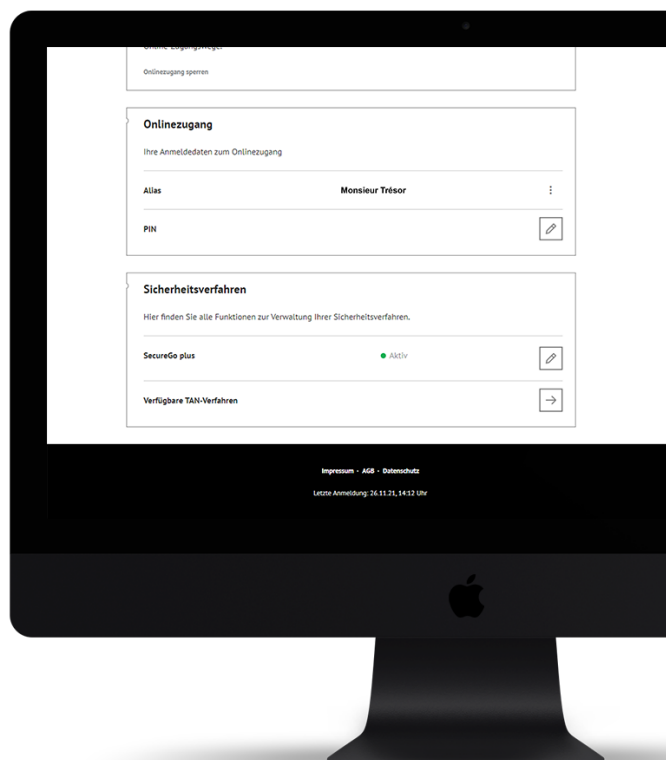 Online-Zugangswege.
Onlinezugang sperren
Onlinezugang
Ihre Anmeldedaten zum Onlinezugang
Alias Monsieur Trésor
PIN
Sicherheitsverfahren
Hier finden Sie alle Funktionen zur Verwaltung Ihrer Sicherheitsverfahren.
SecureGo plus Aktiv
Verfügbare TAN-Verfahren
Impressum - AGB - Datenschutz
Letzte Anmeldung: 26.11.21, 14:12 Uhr